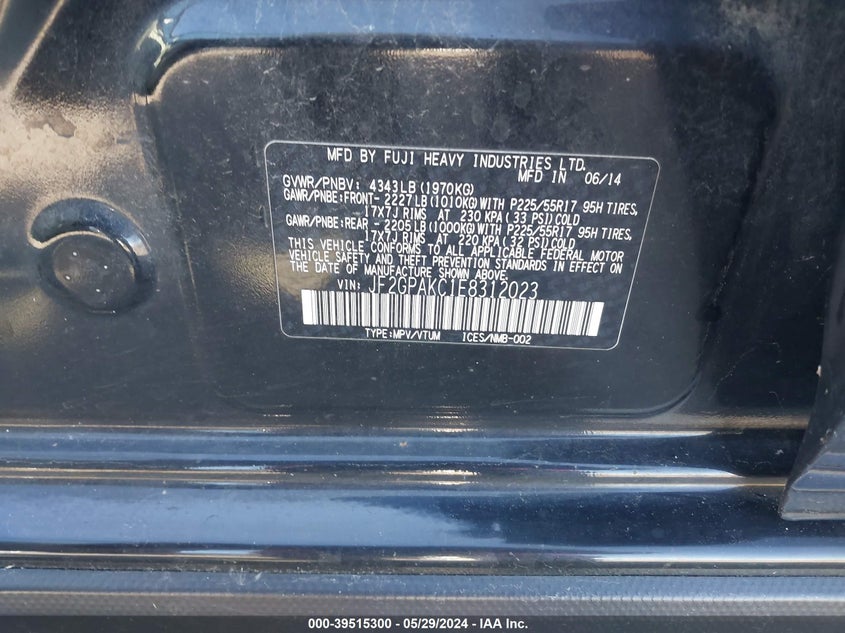 MFD BY FUJI HEAVY INDUSTRIES LTD.
MFD IN 06/14
GVWR/PNBV: 4343LB(1970KG)
GAWR/PNBE:FRONT- 2227LB(1010KG)WITH P225/55R17 95H TIRES,
17X7J RIMS AT 230 KPA(33 PSI)COLD
GAWR/PNBE:REAR - 2205LB(1000KG)WITH P225/55R17 95H TIRES,
17X7J RIMS AT 220 KPA(32 PSI)COLD
THIS VEHICLE CONFORMS TO ALL APPLICABLE FEDERAL MOTOR
VEHICLE SAFETY AND THEFT PREVENTION STANDARDS IN EFFECT ON
THE DATE OF MANUFACTURE SHOWN ABOVE.
VIN: JF2GPAKC1E8312023
TYPE:MPV/VTUM ICES/NMB-002
000-39515300 - 05/29/2024 - IAA Inc.